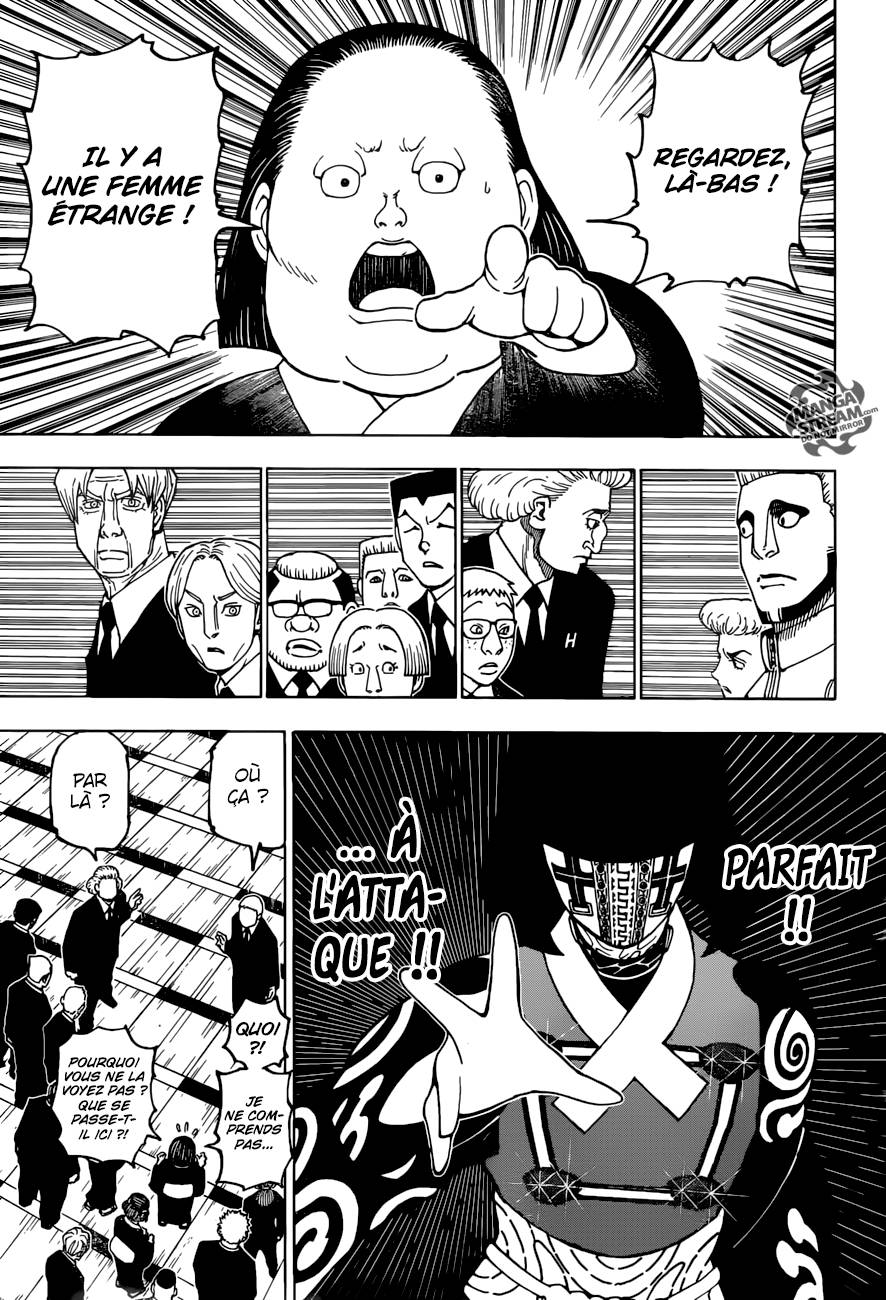 REGARDEZ,
LÀ-BAS !
IL Y A
UNE FEMME
ÉTRANGE !
MANGA
STREAM.com
DO NOT MIRROR
H
PARFAIT
!!
... À
L'ATTA-
QUE !!
OÙ
ÇA ?
PAR
LÀ ?
QUOI
?!
JE
NE COM-
PRENDS
PAS...
POURQUOI
VOUS NE LA
VOYEZ PAS ?
QUE SE
PASSE-T-
IL ICI ?!